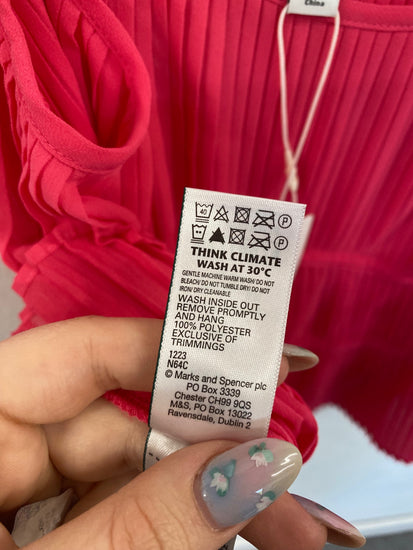 China
40
THINK CLIMATE
WASH AT 30°C
GENTLE MACHINE WARM WASH/ DO NOT
BLEACH/ DO NOT TUMBLE DRY/ DO NOT
IRON/ DRY CLEANABLE
WASH INSIDE OUT
REMOVE PROMPTLY
AND HANG
100% POLYESTER
EXCLUSIVE OF
TRIMMINGS
1223
N64C
© Marks and Spencer plc
PO Box 3339
Chester CH99 9QS
M&S, PO BOX 13022
Ravensdale, Dublin 2